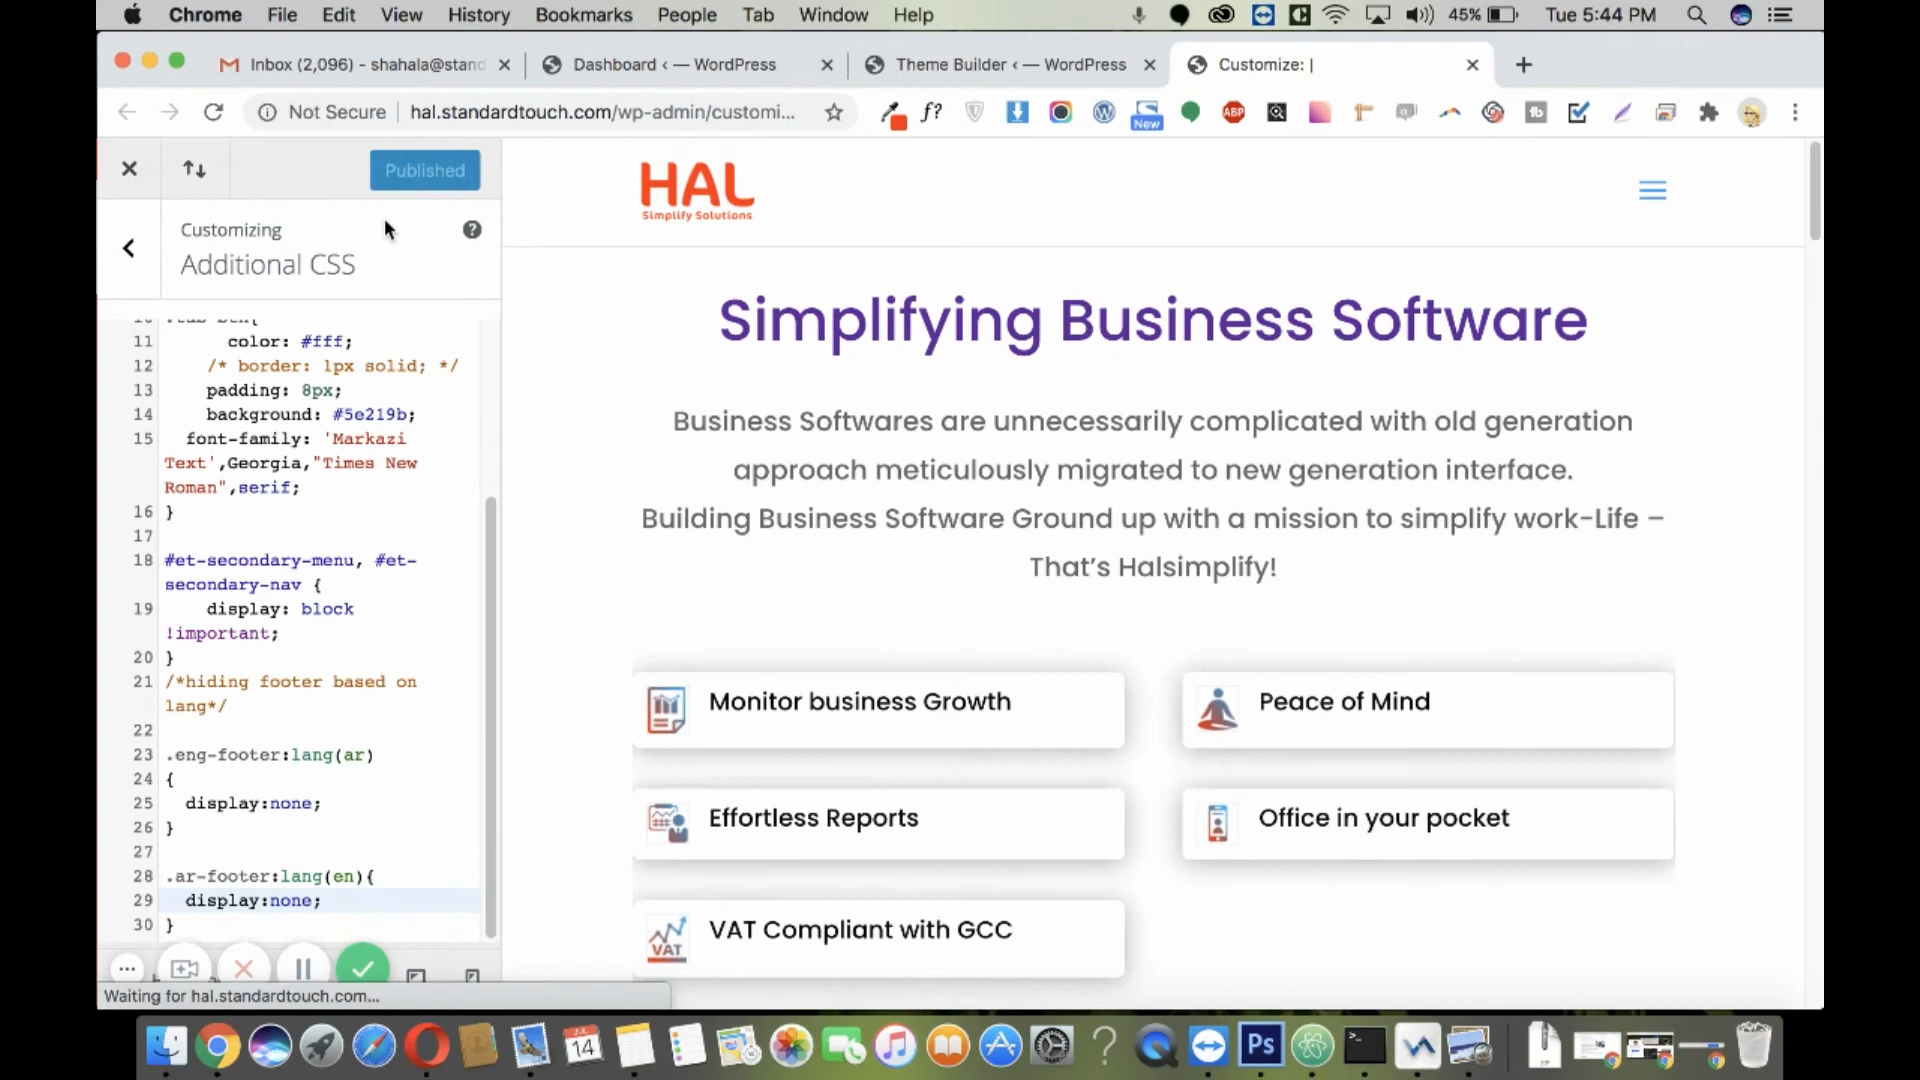 Chrome File Edit View History Bookmarks People Tab Window Help 45% Tue 5:44 PM
Inbox (2,096) - shahala@stand Dashboard ‹ — WordPress Theme Builder ‹ — WordPress Customize: |
Not Secure hal.standardtouch.com/wp-admin/customi... f? New ABP tb
Published
Customizing
Additional CSS
11 color: #fff;
12 /* border: 1px solid; */
13 padding: 8px;
14 background: #5e219b;
15 font-family: 'Markazi
Text',Georgia,"Times New
Roman",serif;
16 }
17
18 #et-secondary-menu, #et-
secondary-nav {
19 display: block
!important;
20 }
21 /*hiding footer based on
lang*/
22
23 .eng-footer:lang(ar)
24 {
25 display:none;
26 }
27
28 .ar-footer:lang(en){
29 display:none;
30 }
Waiting for hal.standardtouch.com...
HAL
Simplify Solutions
Simplifying Business Software
Business Softwares are unnecessarily complicated with old generation
approach meticulously migrated to new generation interface.
Building Business Software Ground up with a mission to simplify work-Life –
That’s Halsimplify!
Monitor business Growth
Peace of Mind
Effortless Reports
Office in your pocket
VAT
VAT Compliant with GCC
14
Ps